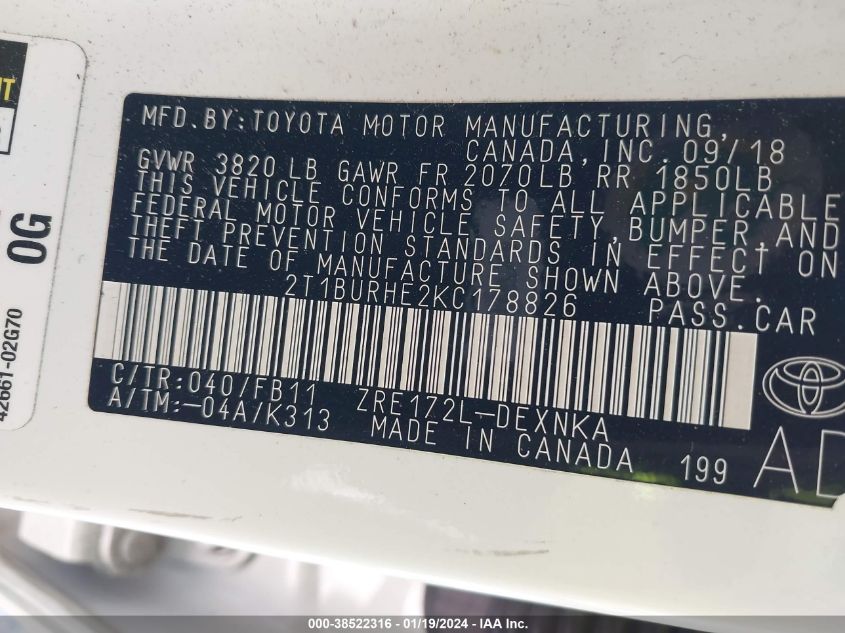 MFD.BY:TOYOTA MOTOR MANUFACTURING,
CANADA,INC.09/18
GVWR 3820 LB GAWR FR 2070LB RR 1850LB
THIS VEHICLE CONFORMS TO ALL APPLICABLE
FEDERAL MOTOR VEHICLE SAFETY,BUMPER,AND
THEFT PREVENTION STANDARDS IN EFFECT ON
THE DATE OF MANUFACTURE SHOWN ABOVE.
2T1BURHE2KC178826 PASS.CAR
C/TR:040/FB11 ZRE172L-DEXNKA
A/TM:-04A/K313 MADE IN CANADA 199
0G
42661-02G70
000-38522316 - 01/19/2024 - IAA Inc.